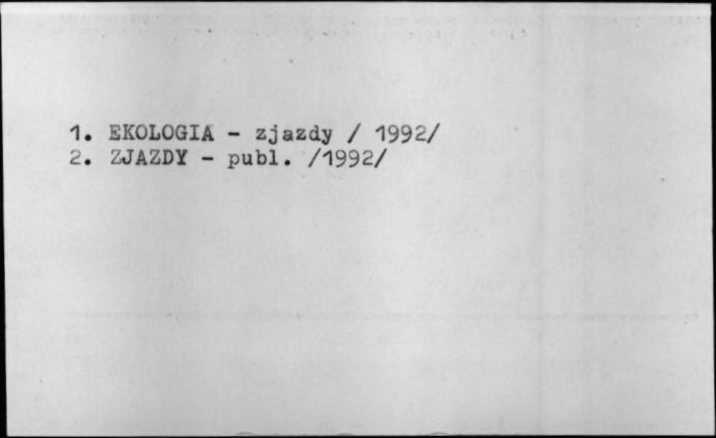 1. EKOLOGIA - zjazdy / 1992/
2. ZJAZDY - publ. /1992/